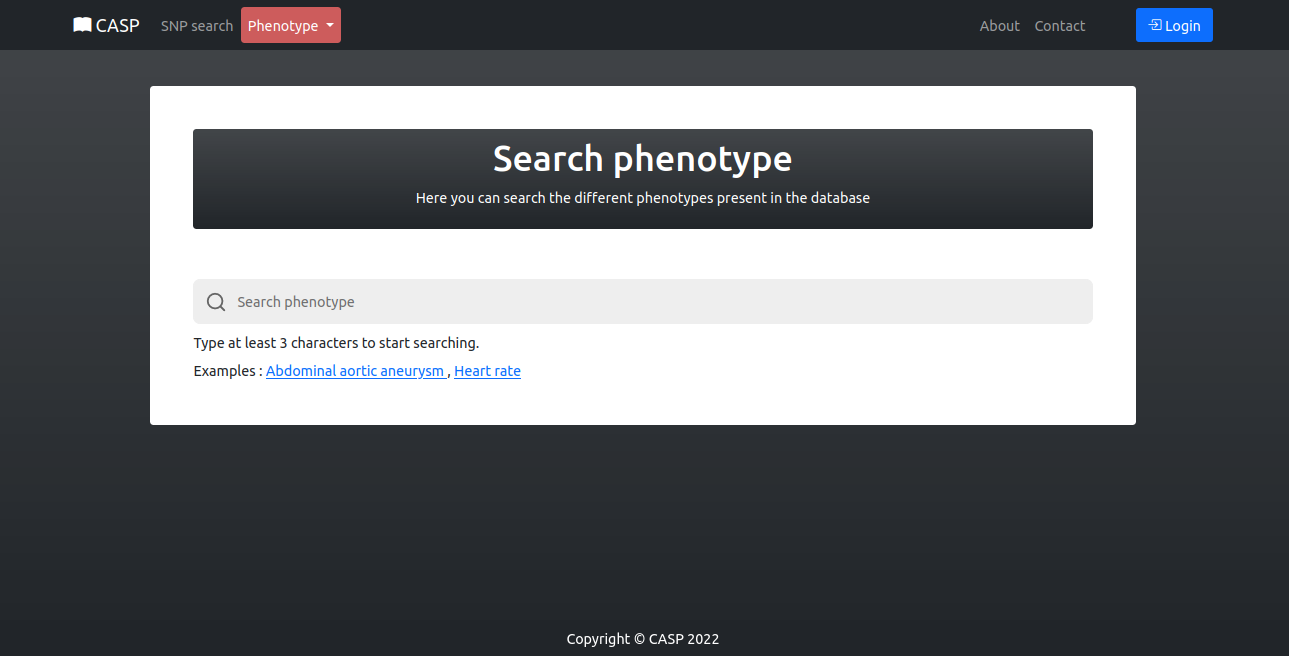 CASP SNP search Phenotype About Contact Login
Search phenotype
Here you can search the different phenotypes present in the database
Search phenotype
Type at least 3 characters to start searching.
Examples : Abdominal aortic aneurysm , Heart rate
Copyright © CASP 2022